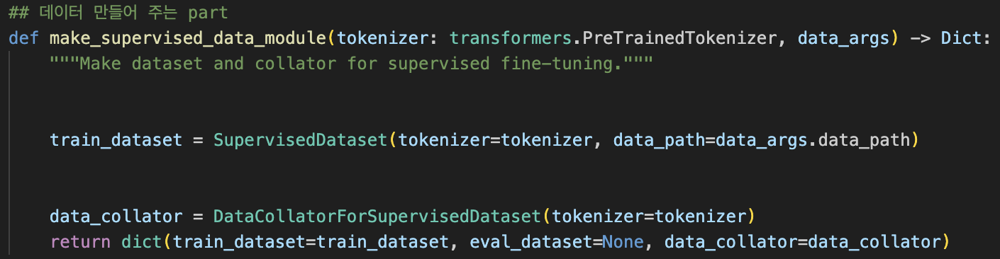 ## 데이터 만들어 주는 part
def make_supervised_data_module(tokenizer: transformers.PreTrainedTokenizer, data_args) -> Dict:
"""Make dataset and collator for supervised fine-tuning."""
train_dataset = SupervisedDataset(tokenizer=tokenizer, data_path=data_args.data_path)
data_collator = DataCollatorForSupervisedDataset(tokenizer=tokenizer)
return dict(train_dataset=train_dataset, eval_dataset=None, data_collator=data_collator)